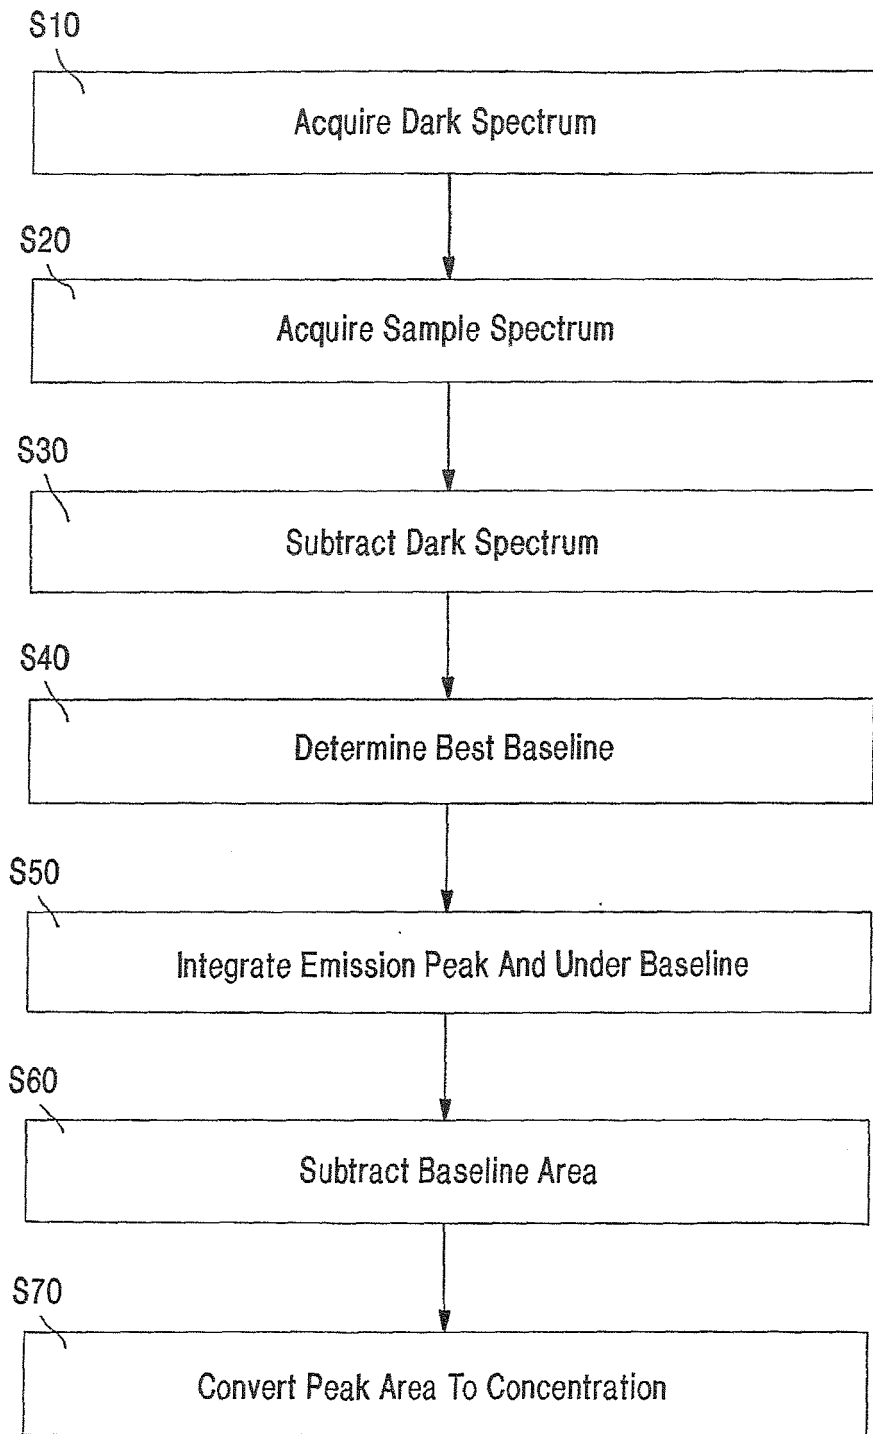 S10
Acquire Dark Spectrum
S20
Acquire Sample Spectrum
S30
Subtract Dark Spectrum
S40
Determine Best Baseline
S50
Integrate Emission Peak And Under Baseline
S60
Subtract Baseline Area
S70
Convert Peak Area To Concentration